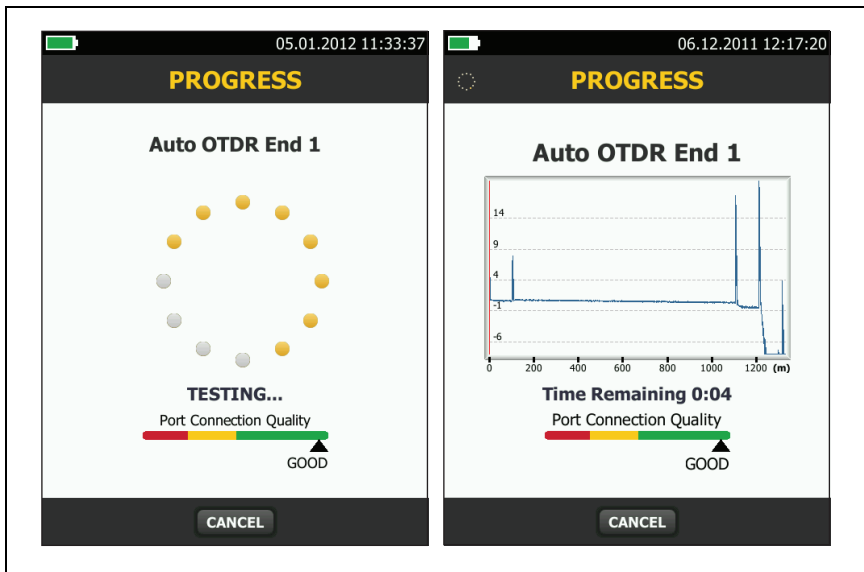 05.01.2012 11:33:37
PROGRESS
Auto OTDR End 1
TESTING...
Port Connection Quality
GOOD
CANCEL
06.12.2011 12:17:20
PROGRESS
Auto OTDR End 1
14
9
4
-1
-6
0 200 400 600 800 1000 1200 (m)
Time Remaining 0:04
Port Connection Quality
GOOD
CANCEL